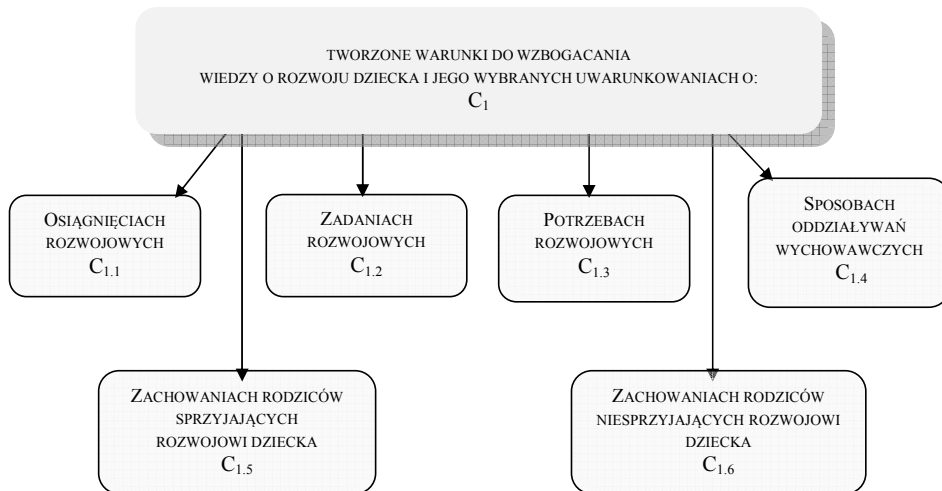 TWORZONE WARUNKI DO WZBOGACANIA
WIEDZY O ROZWOJU DZIECKA I JEGO WYBRANYCH UWARUNKOWANIACH O:
C1
OSIĄGNIĘCIACH
ROZWOJOWYCH
C1.1
ZADANIACH
ROZWOJOWYCH
C1.2
POTRZEBACH
ROZWOJOWYCH
C1.3
SPOSOBACH
ODDZIAŁYWAŃ
WYCHOWAWCZYCH
C1.4
ZACHOWANIACH RODZICÓW
SPRZYJAJĄCYCH
ROZWOJOWI DZIECKA
C1.5
ZACHOWANIACH RODZICÓW
NIESPRZYJAJĄCYCH ROZWOJOWI
DZIECKA
C1.6